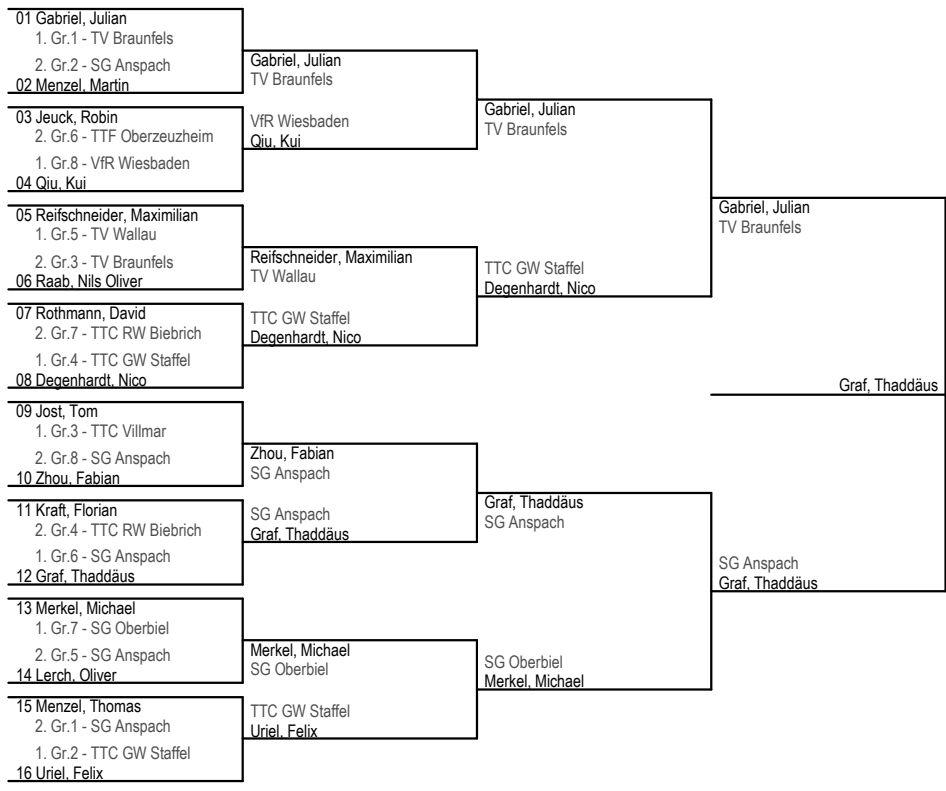 01 Gabriel, Julian
1. Gr.1 - TV Braunfels
2. Gr.2 - SG Anspach
02 Menzel, Martin
03 Jeuck, Robin
2. Gr.6 - TTF Oberzeuzheim
1. Gr.8 - VfR Wiesbaden
04 Qiu, Kui
05 Reifschneider, Maximilian
1. Gr.5 - TV Wallau
2. Gr.3 - TV Braunfels
06 Raab, Nils Oliver
07 Rothmann, David
2. Gr.7 - TTC RW Biebrich
1. Gr.4 - TTC GW Staffel
08 Degenhardt, Nico
09 Jost, Tom
1. Gr.3 - TTC Villmar
2. Gr.8 - SG Anspach
10 Zhou, Fabian
11 Kraft, Florian
2. Gr.4 - TTC RW Biebrich
1. Gr.6 - SG Anspach
12 Graf, Thaddäus
13 Merkel, Michael
1. Gr.7 - SG Oberbiel
2. Gr.5 - SG Anspach
14 Lerch, Oliver
15 Menzel, Thomas
2. Gr.1 - SG Anspach
1. Gr.2 - TTC GW Staffel
16 Uriel, Felix
Gabriel, Julian
TV Braunfels
VfR Wiesbaden
Qiu, Kui
Reifschneider, Maximilian
TV Wallau
TTC GW Staffel
Degenhardt, Nico
Zhou, Fabian
SG Anspach
SG Anspach
Graf, Thaddäus
Merkel, Michael
SG Oberbiel
TTC GW Staffel
Uriel, Felix
Gabriel, Julian
TV Braunfels
TTC GW Staffel
Degenhardt, Nico
Graf, Thaddäus
SG Anspach
SG Oberbiel
Merkel, Michael
Gabriel, Julian
TV Braunfels
SG Anspach
Graf, Thaddäus
Graf, Thaddäus